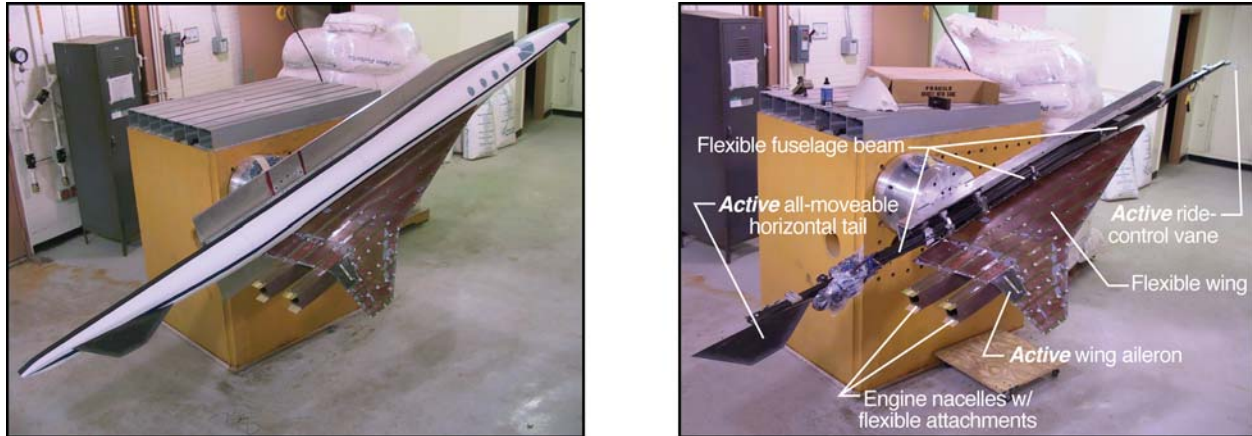 FRAGILE
Flexible fuselage beam
Active all-moveable
horizontal tail
Active ride-
control vane
Flexible wing
Active wing aileron
Engine nacelles w/
flexible attachments